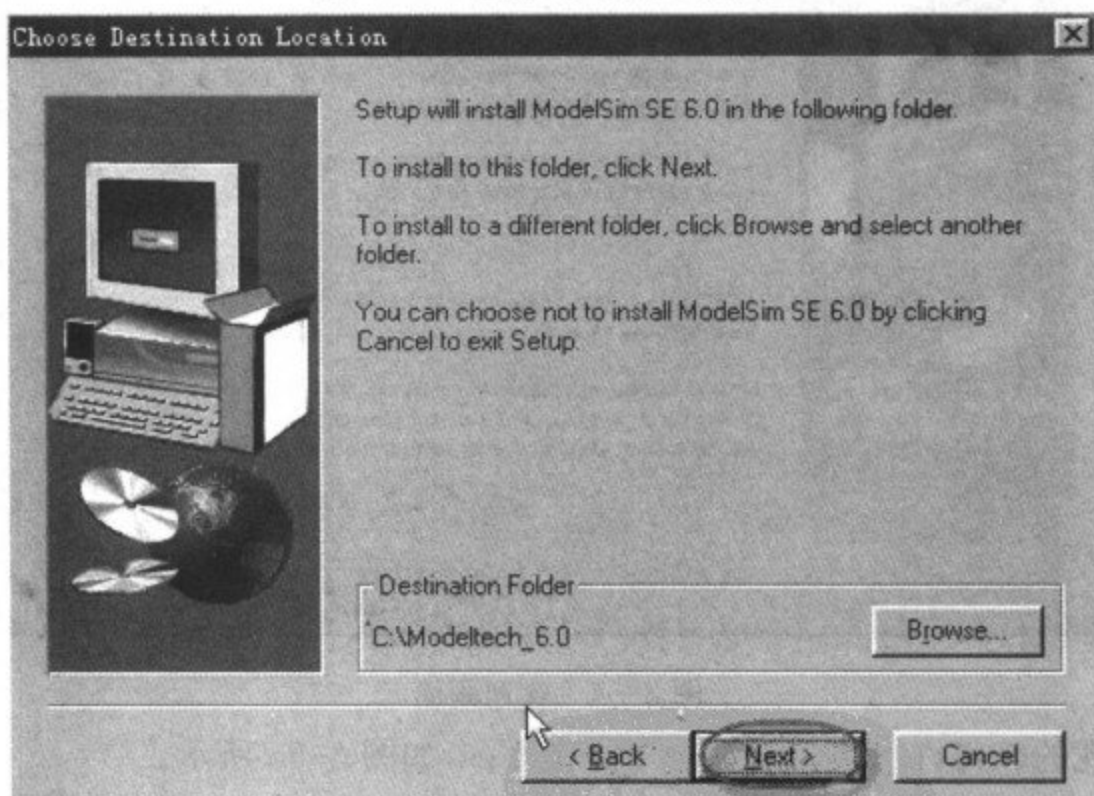 Choose Destination Location
Setup will install ModelSim SE 6.0 in the following folder.
To install to this folder, click Next.
To install to a different folder, click Browse and select another
folder.
You can choose not to install ModelSim SE 6.0 by clicking
Cancel to exit Setup.
Destination Folder
C:\Modeltech_6.0
Browse...
< Back
Next >
Cancel